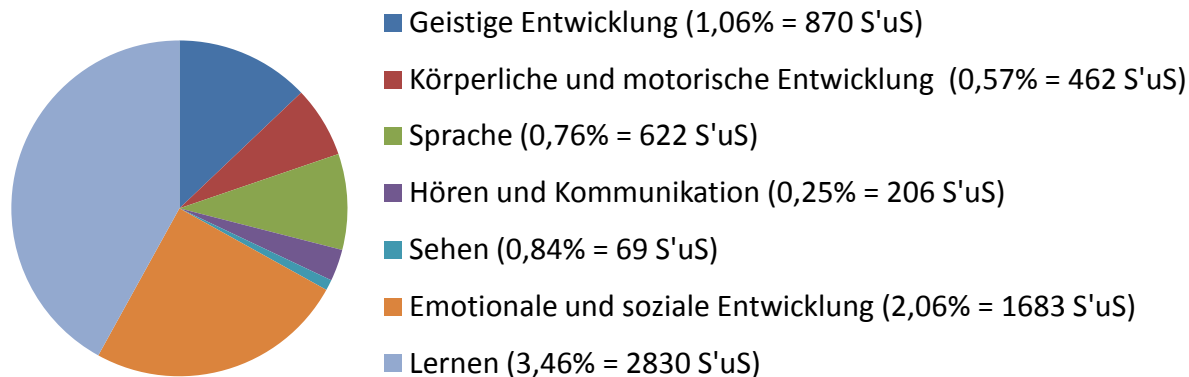 Geistige Entwicklung (1,06% = 870 S'uS)
Körperliche und motorische Entwicklung (0,57% = 462 S'uS)
Sprache (0,76% = 622 S'uS)
Hören und Kommunikation (0,25% = 206 S'uS)
Sehen (0,84% = 69 S'uS)
Emotionale und soziale Entwicklung (2,06% = 1683 S'uS)
Lernen (3,46% = 2830 S'uS)